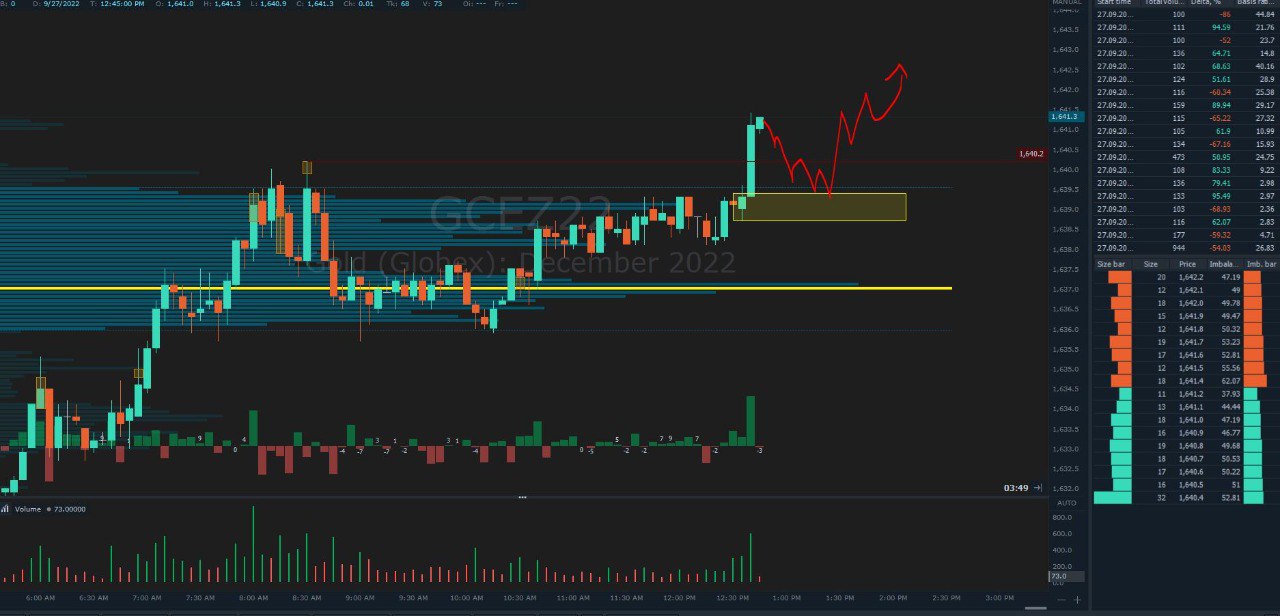 B: 0 D: 9/27/2022 T: 12:45:00 PM O: 1,641.0 H: 1,641.3 L: 1,640.9 C: 1,641.3 Ch: 0.01 Tk: 68 V: 73 Oi: --- Fr: ---
MANUAL
1,644.0
1,643.5
1,643.0
1,642.5
1,642.0
1,641.5
1,641.3
1,641.0
1,640.5
1,640.2
1,640.0
1,639.5
1,639.0
1,638.5
1,638.0
1,637.5
1,637.0
1,636.5
1,636.0
1,635.5
1,635.0
1,634.5
1,634.0
1,633.5
1,633.0
1,632.5
1,632.0
AUTO
GCEZ22
Gold (Globex): December 2022
03:49
Volume 73.00000
800.0
600.0
400.0
200.0
73.0
6:00 AM 6:30 AM 7:00 AM 7:30 AM 8:00 AM 8:30 AM 9:00 AM 9:30 AM 10:00 AM 10:30 AM 11:00 AM 11:30 AM 12:00 PM 12:30 PM 1:00 PM 1:30 PM 2:00 PM 2:30 PM 3:00 PM
Start time Total volu... Delta, % Basis rat...
27.09.20... 100 -86 44.84
27.09.20... 111 94.59 21.76
27.09.20... 100 -52 23.7
27.09.20... 136 64.71 14.8
27.09.20... 102 68.63 40.16
27.09.20... 124 51.61 28.9
27.09.20... 116 -60.34 25.38
27.09.20... 159 89.94 29.17
27.09.20... 115 -65.22 27.32
27.09.20... 105 61.9 10.99
27.09.20... 134 -67.16 15.93
27.09.20... 473 50.95 24.75
27.09.20... 108 83.33 9.22
27.09.20... 136 79.41 2.98
27.09.20... 133 95.49 2.97
27.09.20... 103 -68.93 2.36
27.09.20... 116 62.07 2.83
27.09.20... 177 -59.32 4.71
27.09.20... 944 -54.03 26.83
Size bar Size Price Imbala... Imb. bar
20 1,642.2 47.19
12 1,642.1 49
18 1,642.0 49.78
15 1,641.9 49.47
12 1,641.8 50.32
19 1,641.7 53.23
17 1,641.6 52.81
12 1,641.5 55.56
18 1,641.4 62.07
11 1,641.2 37.93
13 1,641.1 44.44
18 1,641.0 47.19
16 1,640.9 46.77
19 1,640.8 49.68
18 1,640.7 50.53
17 1,640.6 50.22
16 1,640.5 51
32 1,640.4 52.81